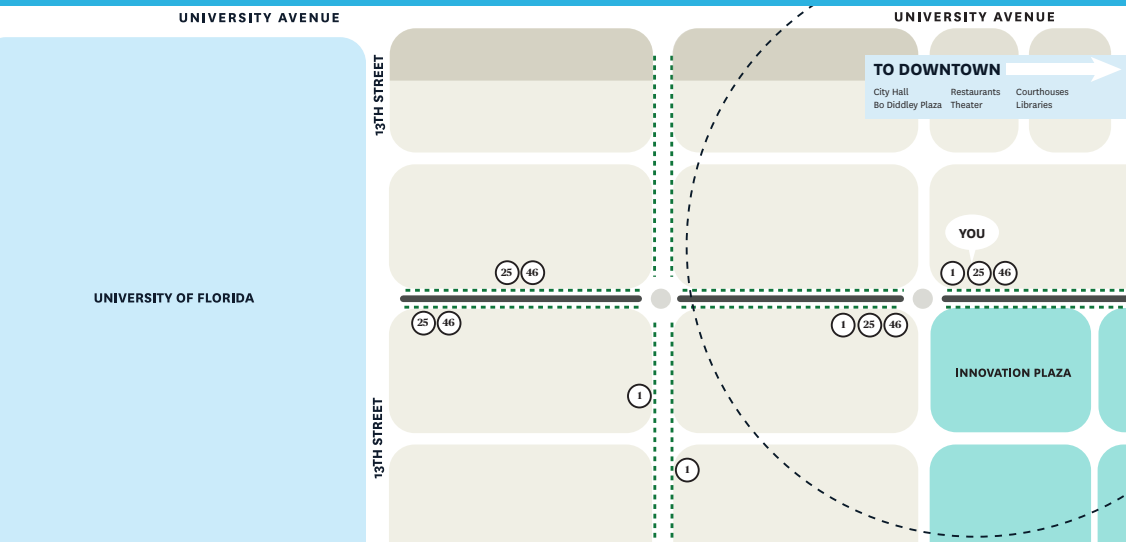 UNIVERSITY AVENUE
UNIVERSITY AVENUE
13TH STREET
TO DOWNTOWN
City Hall Restaurants Courthouses
Bo Diddley Plaza Theater Libraries
YOU
25 46
1 25 46
UNIVERSITY OF FLORIDA
25 46
1 25 46
INNOVATION PLAZA
1
13TH STREET
1